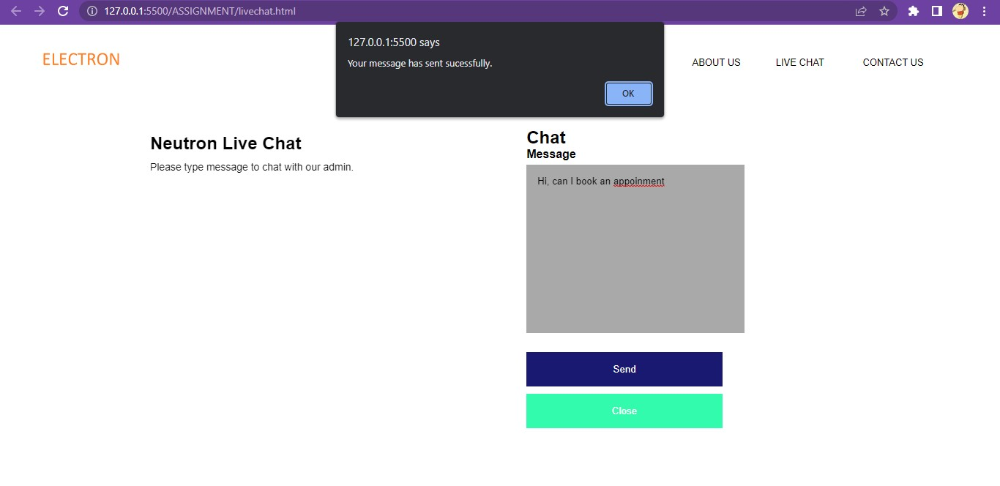 127.0.0.1:5500/ASSIGNMENT/livechat.html
127.0.0.1:5500 says
Your message has sent sucessfully.
OK
ELECTRON
ABOUT US
LIVE CHAT
CONTACT US
Neutron Live Chat
Please type message to chat with our admin.
Chat
Message
Hi, can I book an appoinment
Send
Close